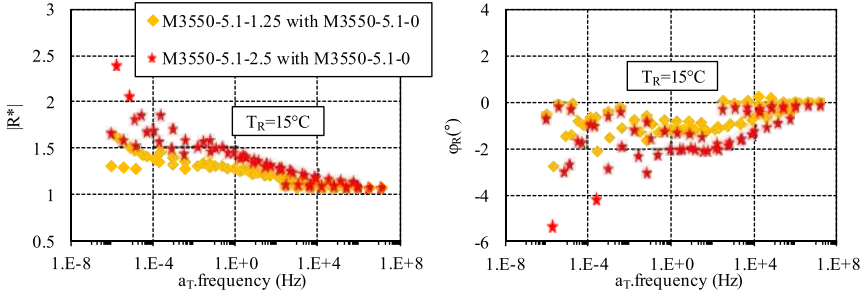 3
2.5
2
1.5
1
0.5
|R*|
M3550-5.1-1.25 with M3550-5.1-0
M3550-5.1-2.5 with M3550-5.1-0
TR=15°C
1.E-8
1.E-4
1.E+0
1.E+4
1.E+8
aT.frequency (Hz)
4
2
0
-2
-4
-6
φR(°)
TR=15°C
1.E-8
1.E-4
1.E+0
1.E+4
1.E+8
aT.frequency (Hz)